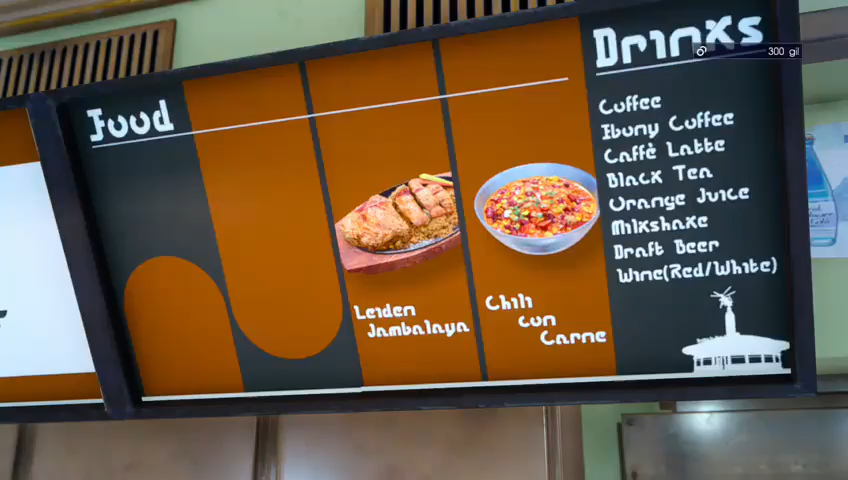 Food
Leiden
Jambalaya
Chili
con
Carne
Drinks
300 gil
Coffee
Ebony Coffee
Caffè Latte
Black Tea
Orange Juice
Milkshake
Draft Beer
Wine(Red/White)